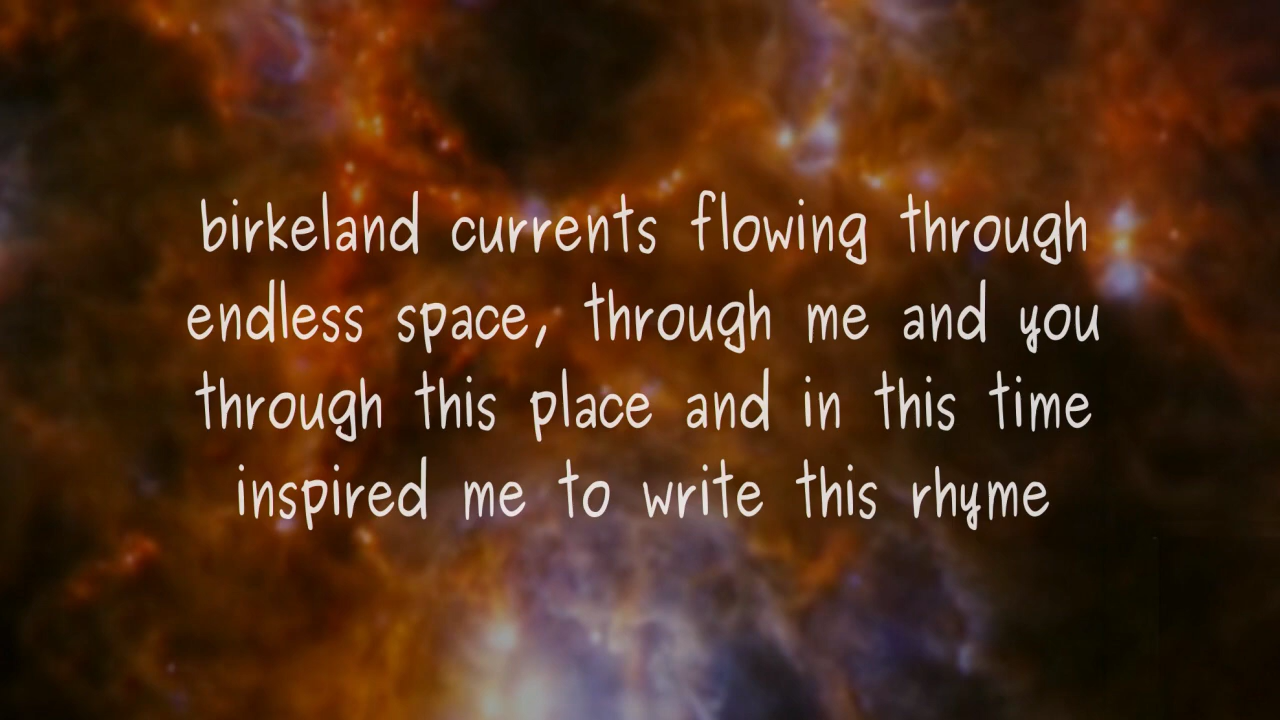 birkeland currents flowing through
endless space, through me and you
through this place and in this time
inspired me to write this rhyme